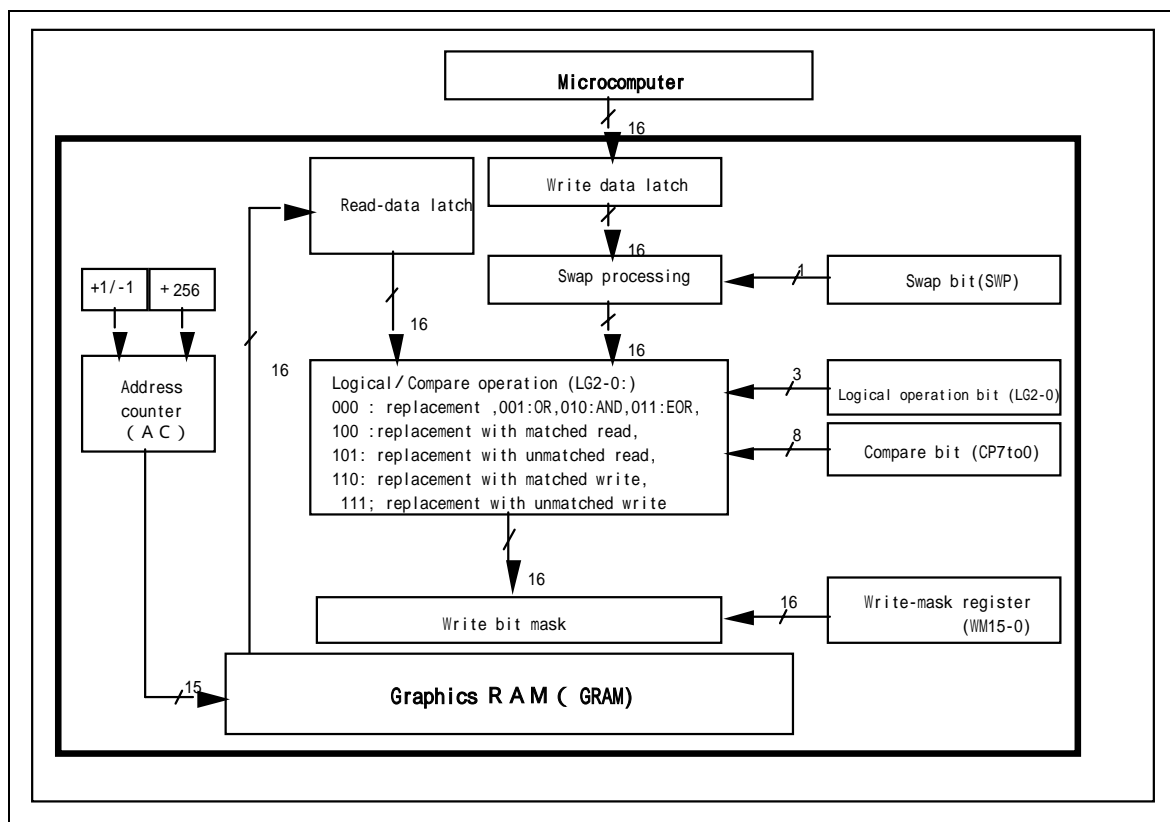 Microcomputer
16
Write data latch
Read-data latch
16
Swap processing
1
Swap bit(SWP)
+1/-1
+256
16
16
16
Address
counter
(AC)
Logical/Compare operation (LG2-0:)
000 : replacement ,001:OR,010:AND,011:EOR,
100 :replacement with matched read,
101: replacement with unmatched read,
110: replacement with matched write,
111; replacement with unmatched write
3
Logical operation bit (LG2-0)
8
Compare bit (CP7to0)
16
Write bit mask
16
Write-mask register
(WM15-0)
15
Graphics RAM( GRAM)